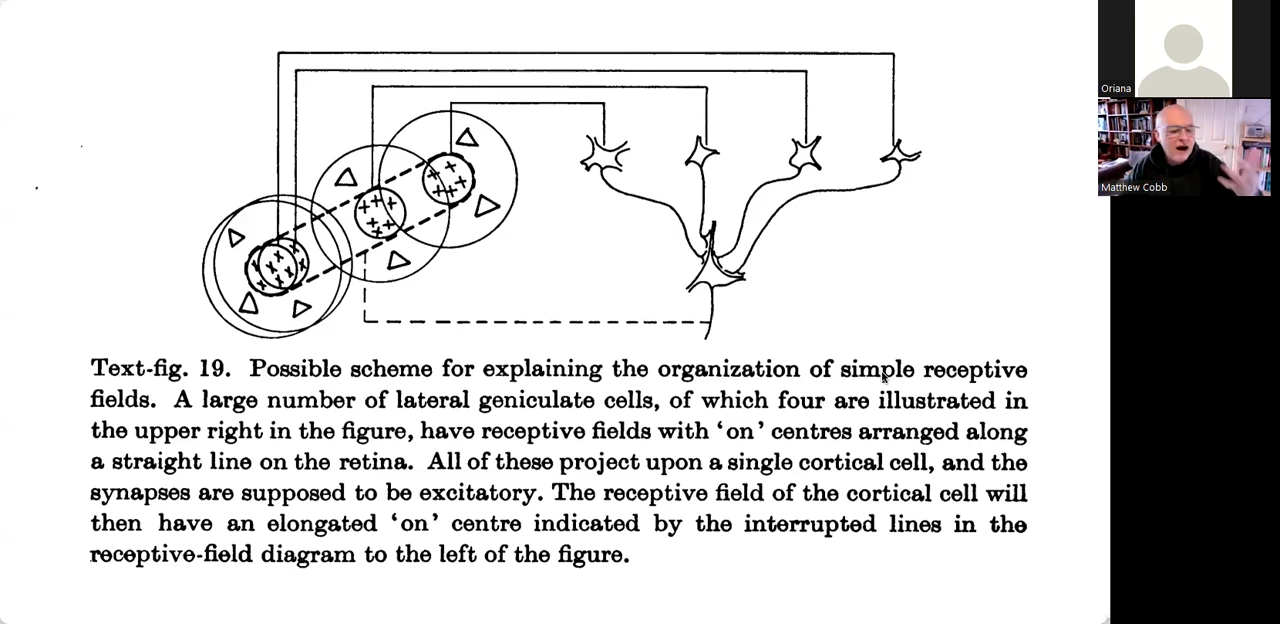 Text-fig. 19. Possible scheme for explaining the organization of simple receptive
fields. A large number of lateral geniculate cells, of which four are illustrated in
the upper right in the figure, have receptive fields with ‘on’ centres arranged along
a straight line on the retina. All of these project upon a single cortical cell, and the
synapses are supposed to be excitatory. The receptive field of the cortical cell will
then have an elongated ‘on’ centre indicated by the interrupted lines in the
receptive-field diagram to the left of the figure.
Oriana
Matthew Cobb